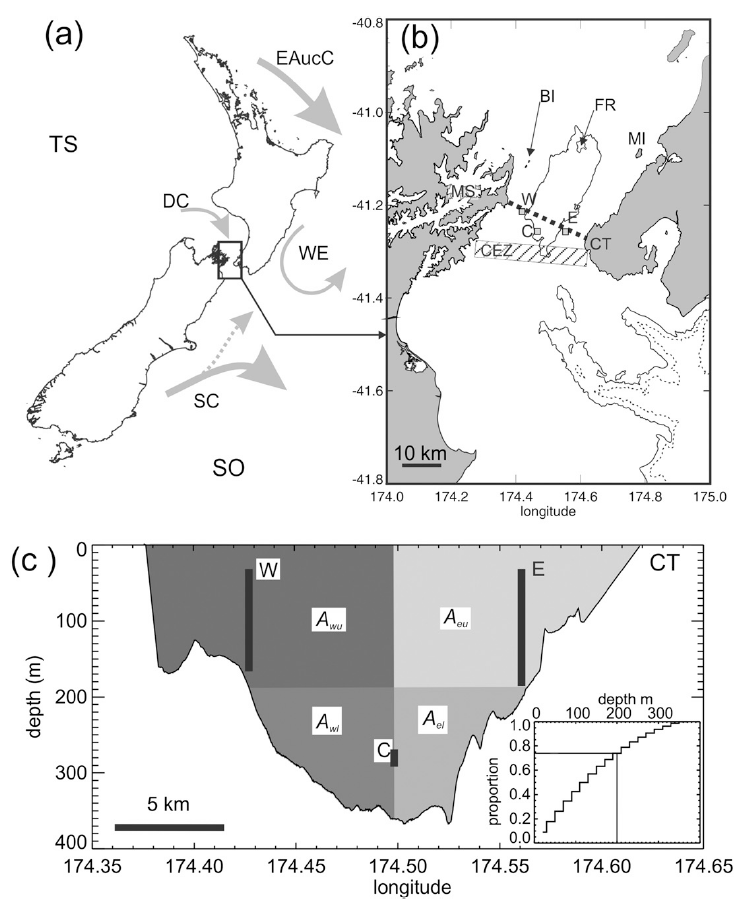 (a)
EAucC
TS
DC
WE
SC
SO
(b)
-40.8
-41.0
-41.2
-41.4
-41.6
-41.8
BI
FR
MI
MS
W
E
C
CT
CEZ
10 km
174.0 174.2 174.4 174.6 174.8 175.0
longitude
(c)
0
100
200
300
400
depth (m)
W
E
CT
Awu
Aeu
Awl
Ael
C
5 km
174.35 174.40 174.45 174.50 174.55 174.60 174.65
longitude
depth m
0 100 200 300
1.0
0.8
0.6
0.4
0.2
0.0
proportion